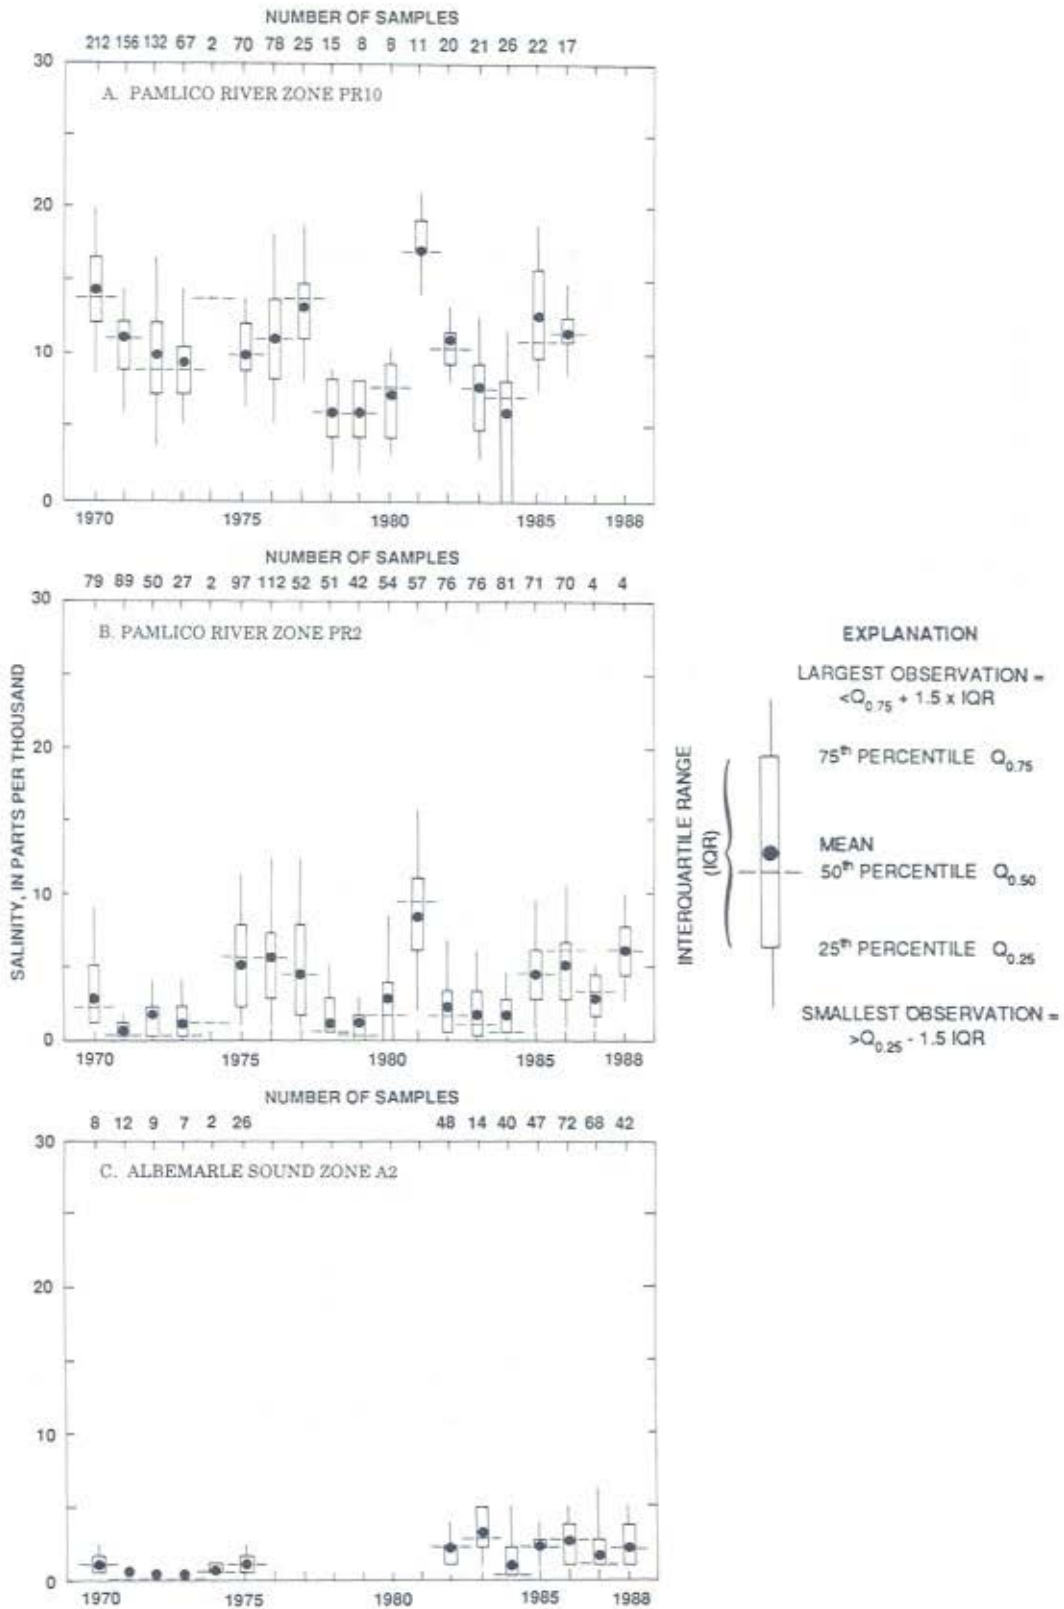 NUMBER OF SAMPLES
212 156 132 67 2 70 78 25 15 8 8 11 20 21 26 22 17
30
A. PAMLICO RIVER ZONE PR10
20
10
0
1970 1975 1980 1985 1988
NUMBER OF SAMPLES
79 89 50 27 2 97 112 52 51 42 54 57 76 76 81 71 70 4 4
30
B. PAMLICO RIVER ZONE PR2
20
10
0
1970 1975 1980 1985 1988
SALINITY, IN PARTS PER THOUSAND
EXPLANATION
LARGEST OBSERVATION =
<Q0.75 + 1.5 x IQR
75th PERCENTILE Q0.75
MEAN
50th PERCENTILE Q0.50
25th PERCENTILE Q0.25
SMALLEST OBSERVATION =
>Q0.25 - 1.5 IQR
INTERQUARTILE RANGE
(IQR)
NUMBER OF SAMPLES
8 12 9 7 2 26 48 14 40 47 72 68 42
30
C. ALBEMARLE SOUND ZONE A2
20
10
0
1970 1975 1980 1985 1988